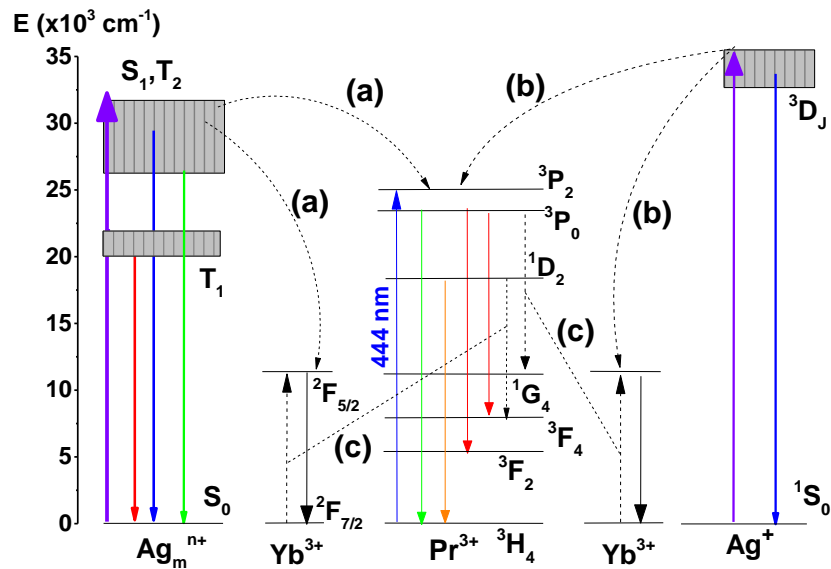 E (x10³ cm⁻¹)
35
30
25
20
15
10
5
0
S₁,T₂
T₁
S₀
Agₘⁿ⁺
(a)
(a)
²F₅/₂
²F₇/₂
Yb³⁺
(c)
444 nm
³P₂
³P₀
¹D₂
¹G₄
³F₄
³F₂
³H₄
Pr³⁺
(b)
(b)
(c)
Yb³⁺
³D_J
¹S₀
Ag⁺